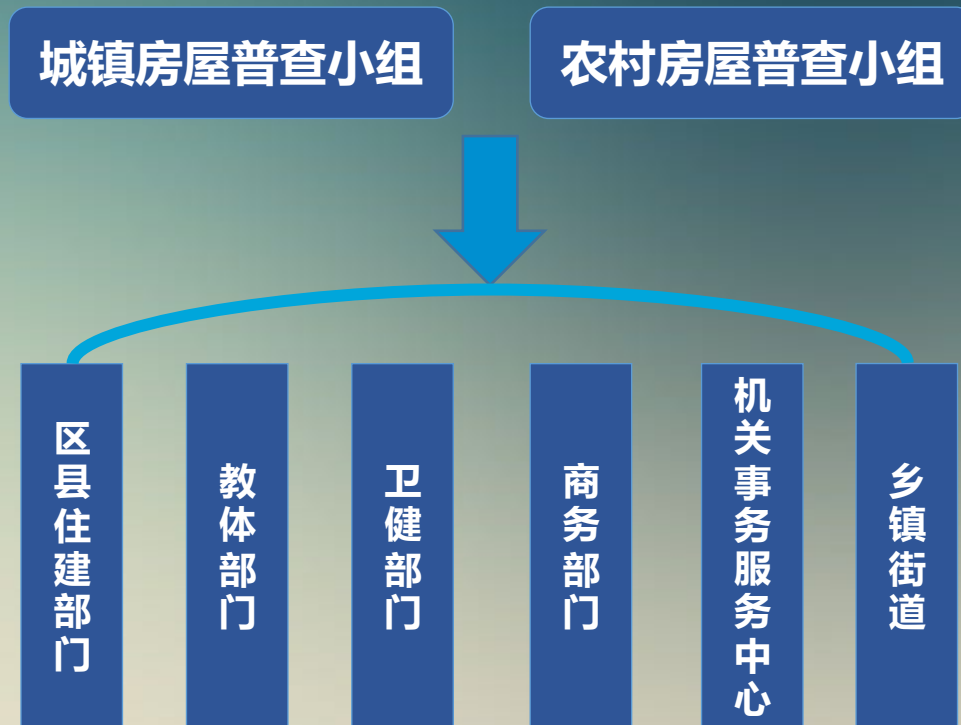 城镇房屋普查小组
农村房屋普查小组
区县住建部门
教体部门
卫健部门
商务部门
机关事务服务中心
乡镇街道